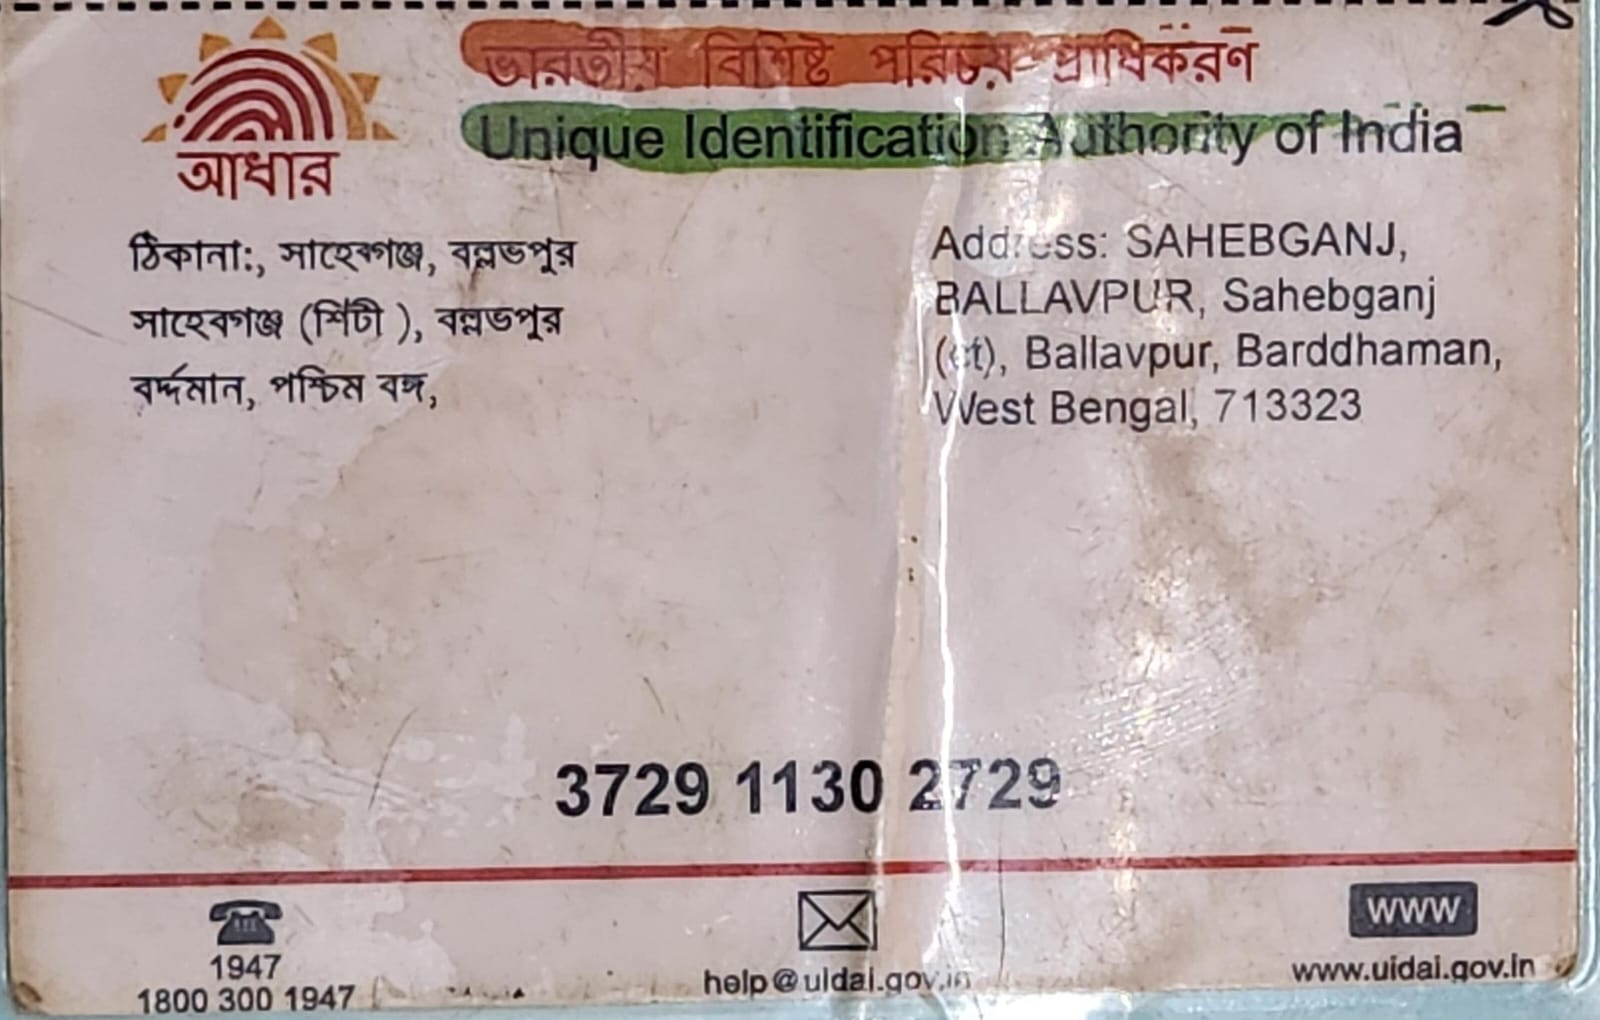 ভারতীয় বিশিষ্ট পরিচয় প্রাধিকরণ
Unique Identification Authority of India
আধার
ঠিকানা:, সাহেবগঞ্জ, বল্লভপুর
সাহেবগঞ্জ (শিটী ), বল্লভপুর
বর্দ্দমান, পশ্চিম বঙ্গ,
Address: SAHEBGANJ,
BALLAVPUR, Sahebganj
(ct), Ballavpur, Barddhaman,
West Bengal, 713323
3729 1130 2729
1947
1800 300 1947
help@uidai.gov.in
WWW
www.uidai.gov.in